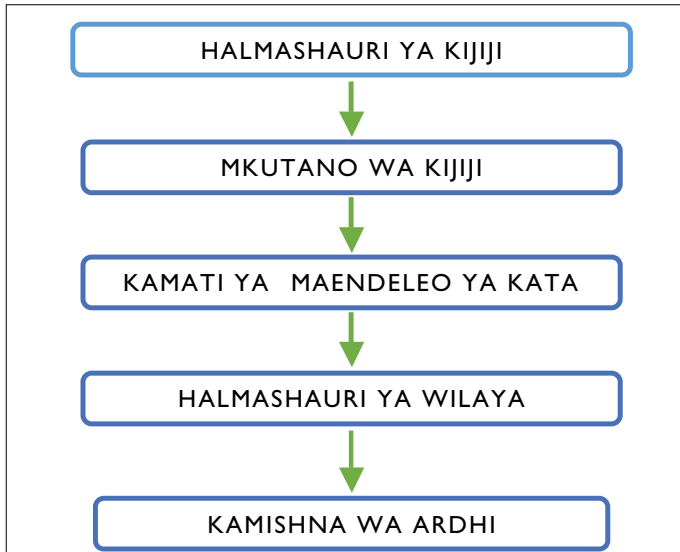 HALMASHAURI YA KIJIJI
MKUTANO WA KIJIJI
KAMATI YA MAENDELEO YA KATA
HALMASHAURI YA WILAYA
KAMISHNA WA ARDHI